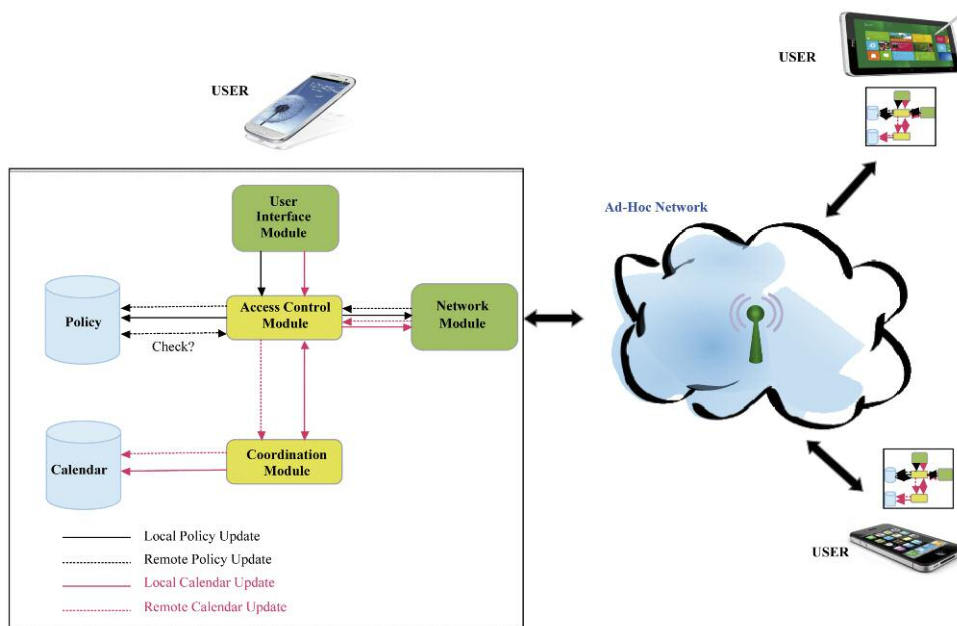 USER
USER
User
Interface
Module
Ad-Hoc Network
Policy
Access Control
Module
Network
Module
Check?
Calendar
Coordination
Module
Local Policy Update
Remote Policy Update
Local Calendar Update
Remote Calendar Update
USER